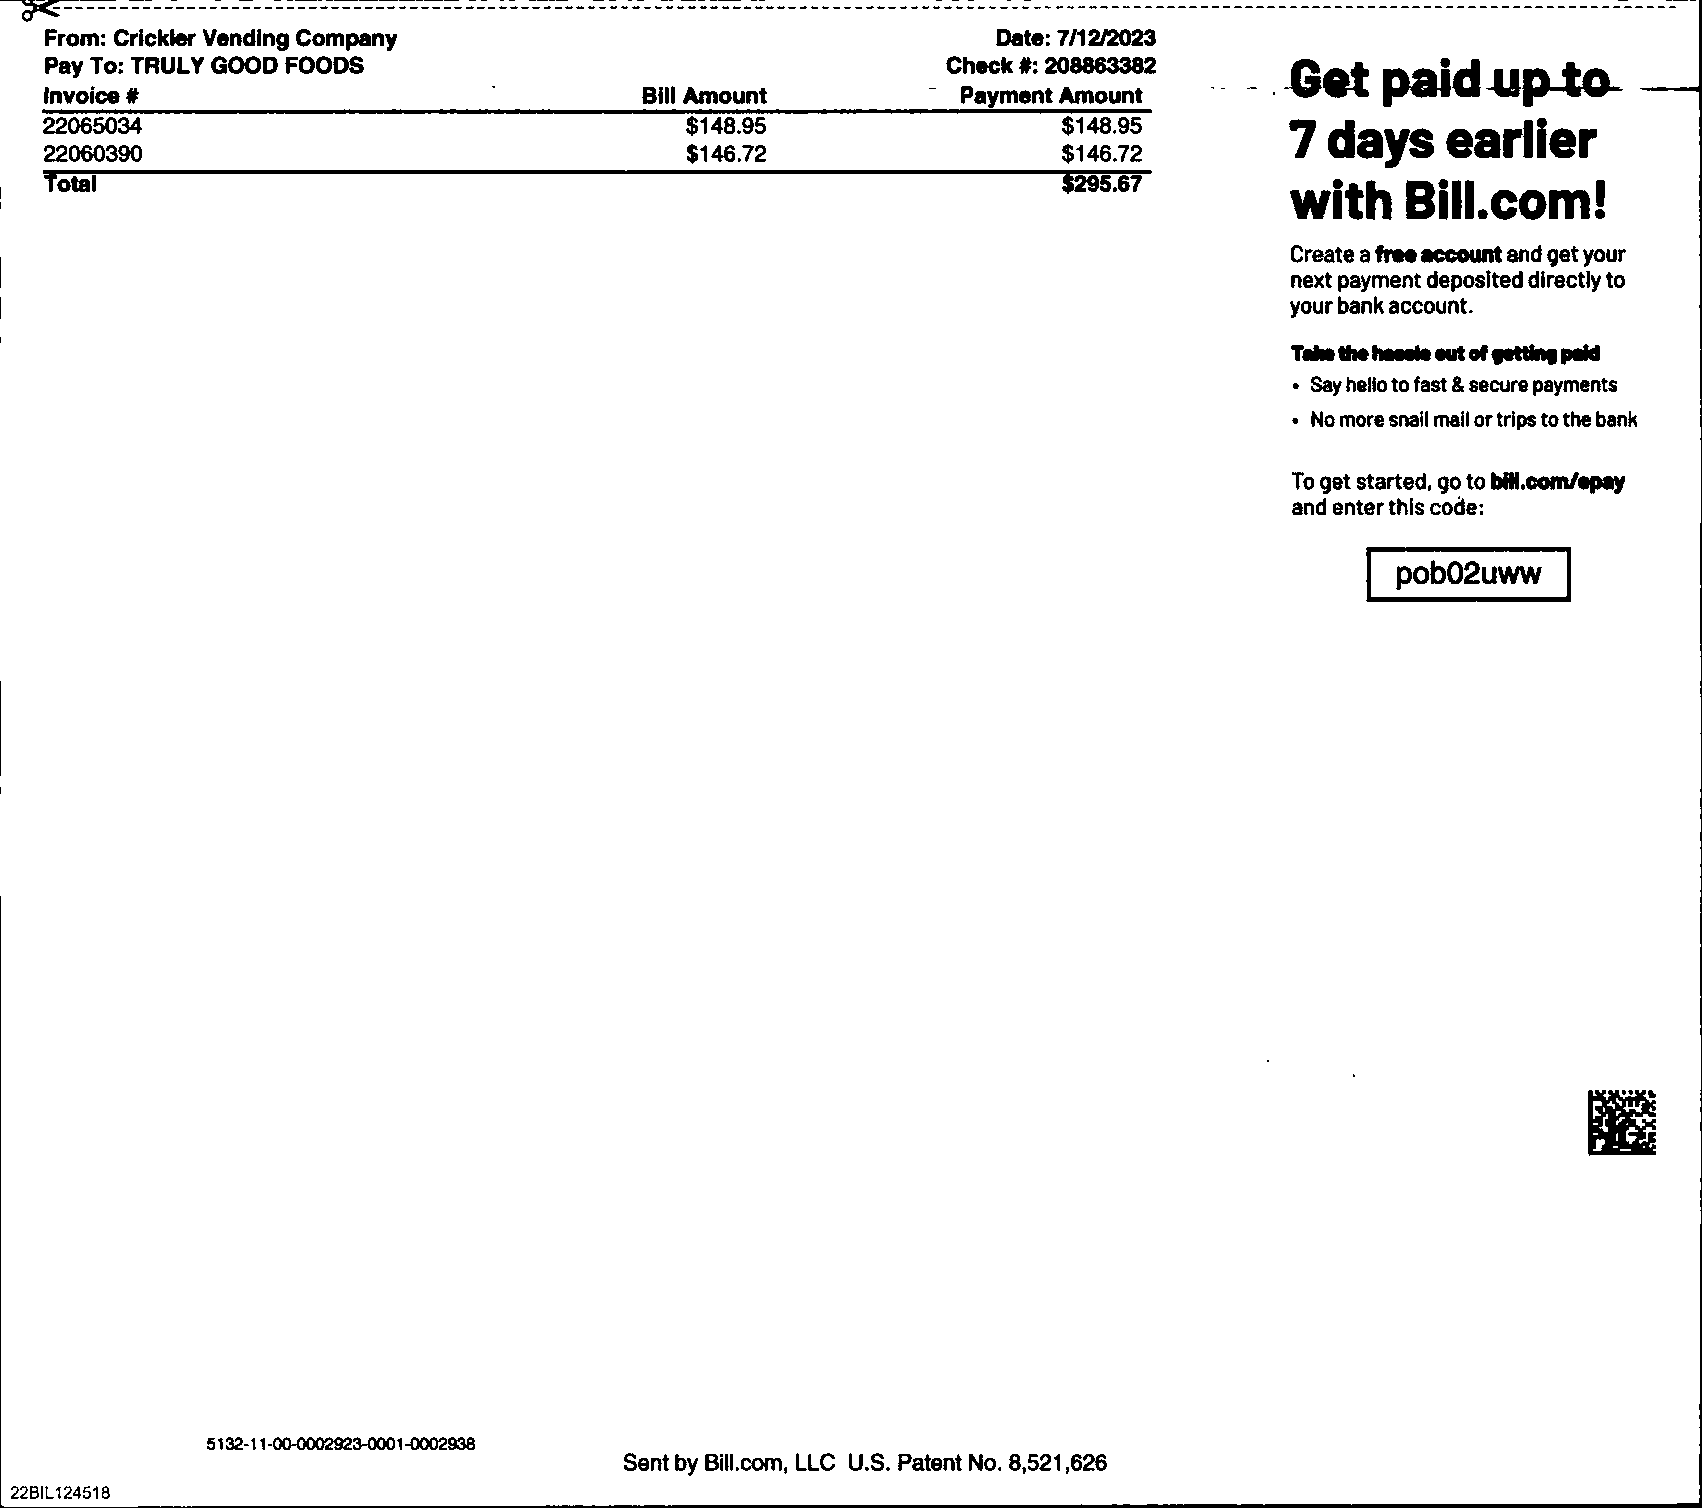 From: Crickler Vending Company Date: 7/12/2023
Pay To: TRULY GOOD FOODS Check #: 208863382
Invoice # Bill Amount Payment Amount
22065034 $148.95 $148.95
22060390 $146.72 $146.72
Total $295.67
Get paid up to
7 days earlier
with Bill.com!
Create a free account and get your
next payment deposited directly to
your bank account.
Take the hassle out of getting paid
• Say hello to fast & secure payments
• No more snail mail or trips to the bank
To get started, go to bill.com/epay
and enter this code:
pob02uww
5132-11-00-0002923-0001-0002938
Sent by Bill.com, LLC U.S. Patent No. 8,521,626
22BIL124518